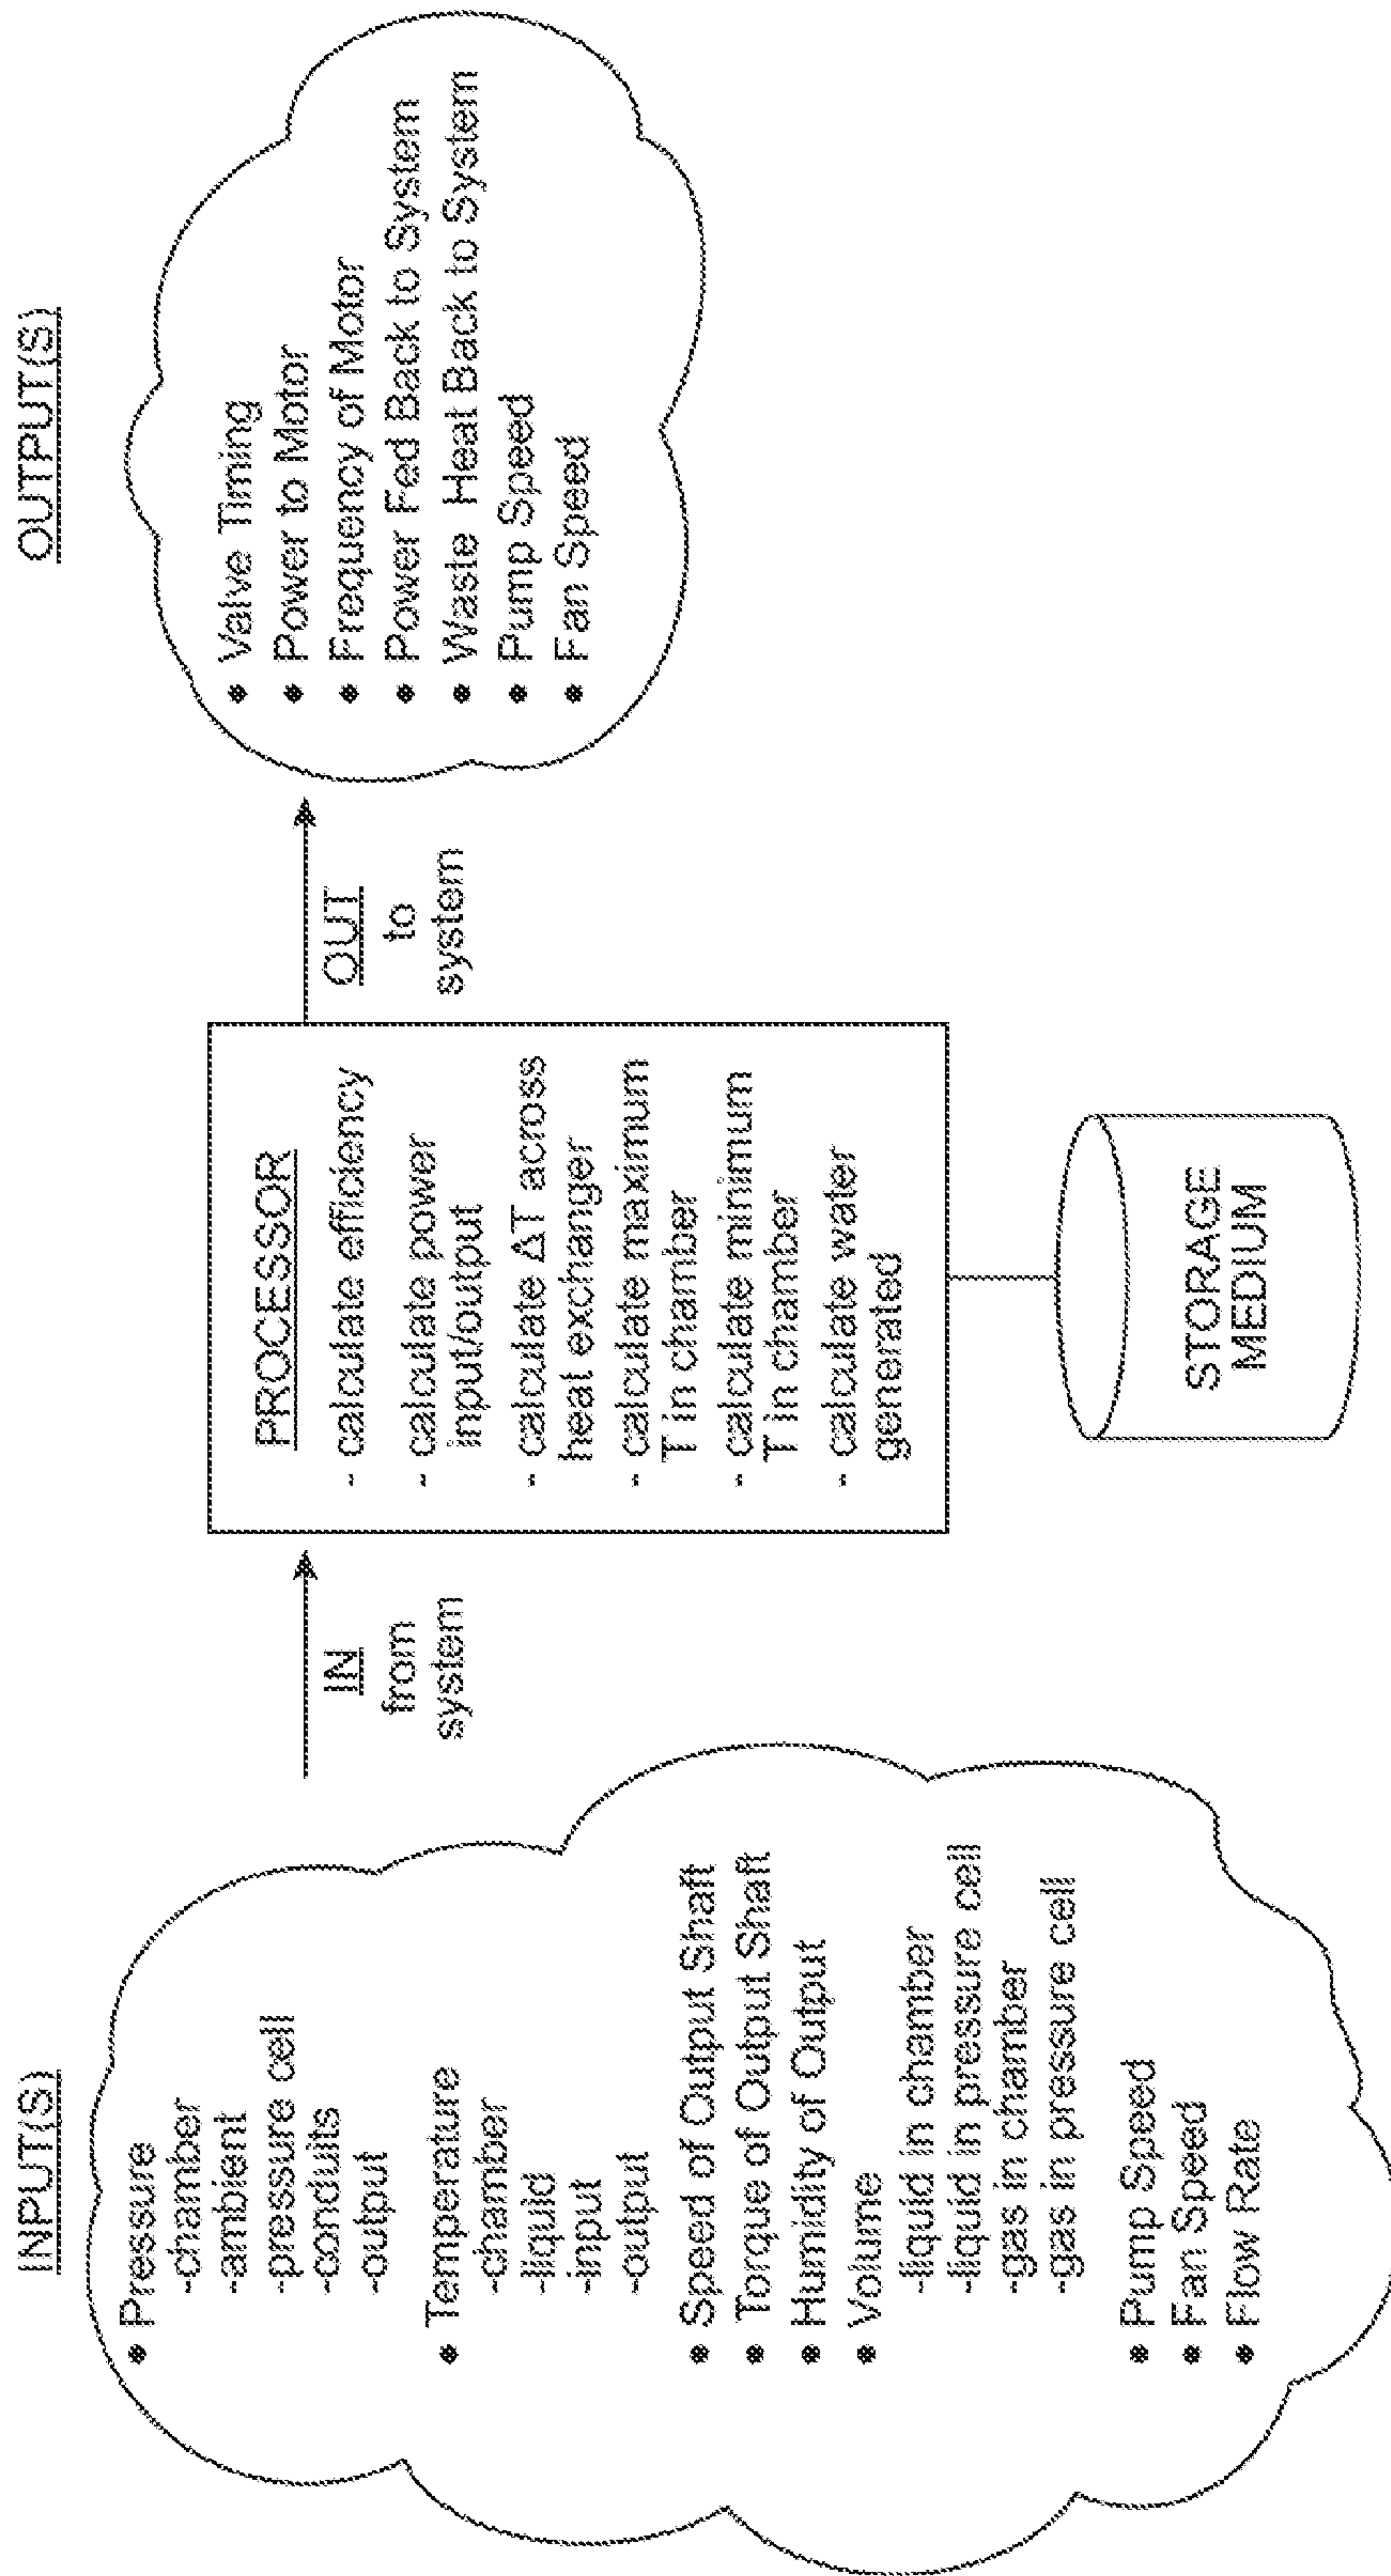 INPUT(S)
● Pressure
-chamber
-ambient
-pressure cell
-conduits
-output
● Temperature
-chamber
-liquid
-input
-output
● Speed of Output Shaft
● Torque of Output Shaft
● Humidity of Output
● Volume
-liquid in chamber
-liquid in pressure cell
-gas in chamber
-gas in pressure cell
● Pump Speed
● Fan Speed
● Flow Rate
IN
from
system
PROCESSOR
- calculate efficiency
- calculate power
input/output
- calculate ΔT across
heat exchanger
- calculate maximum
T in chamber
- calculate minimum
T in chamber
- calculate water
generated
STORAGE
MEDIUM
OUT
to
system
OUTPUT(S)
● Valve Timing
● Power to Motor
● Frequency of Motor
● Power Fed Back to System
● Waste Heat Back to System
● Pump Speed
● Fan Speed